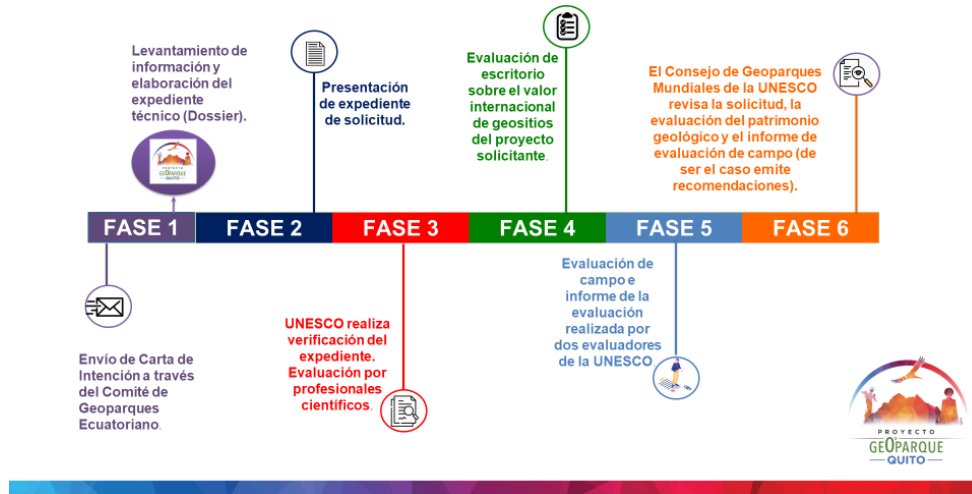 Levantamiento de
información y
elaboración del
expediente
técnico (Dossier).
PROYECTO
GEOPARQUE
QUITO
Presentación
de expediente
de solicitud.
Evaluación de
escritorio sobre
el valor
internacional
de geositios
del proyecto
solicitante.
El Consejo de Geoparques
Mundiales de la UNESCO
revisa la solicitud, la
evaluación del patrimonio
geológico y el informe de
evaluación de campo (de
ser el caso emite
recomendaciones).
FASE 1
FASE 2
FASE 3
FASE 4
FASE 5
FASE 6
Envío de Carta de
Intención a través
del Comité de
Geoparques
Ecuatoriano.
UNESCO realiza
verificación del
expediente.
Evaluación por
profesionales
científicos.
Evaluación de
campo e
informe de la
evaluación
realizada por
dos evaluadores
de la UNESCO
PROYECTO
GEOPARQUE
QUITO